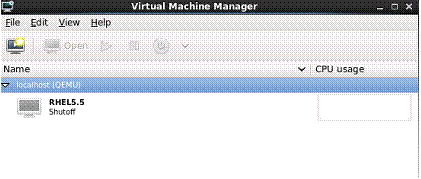 Virtual Machine Manager
File Edit View Help
Open
Name CPU usage
localhost (QEMU)
RHEL5.5
Shutoff